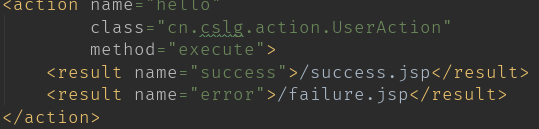 <action name="hello"
class="cn.cslg.action.UserAction"
method="execute">
<result name="success">/success.jsp</result>
<result name="error">/failure.jsp</result>
</action>